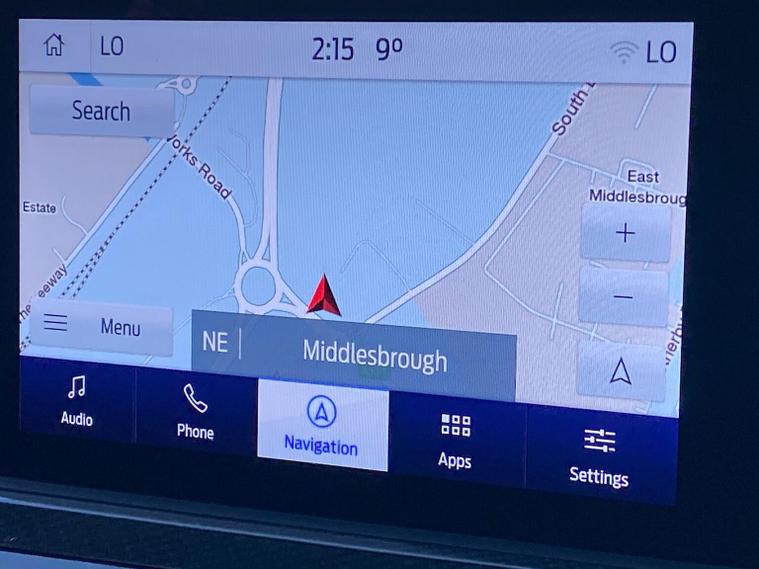 LO
2:15 9º
LO
Search
South
East
Middlesbroug
Road
Estate
eeway
Menu
NE
Middlesbrough
Audio
Phone
Navigation
Apps
Settings